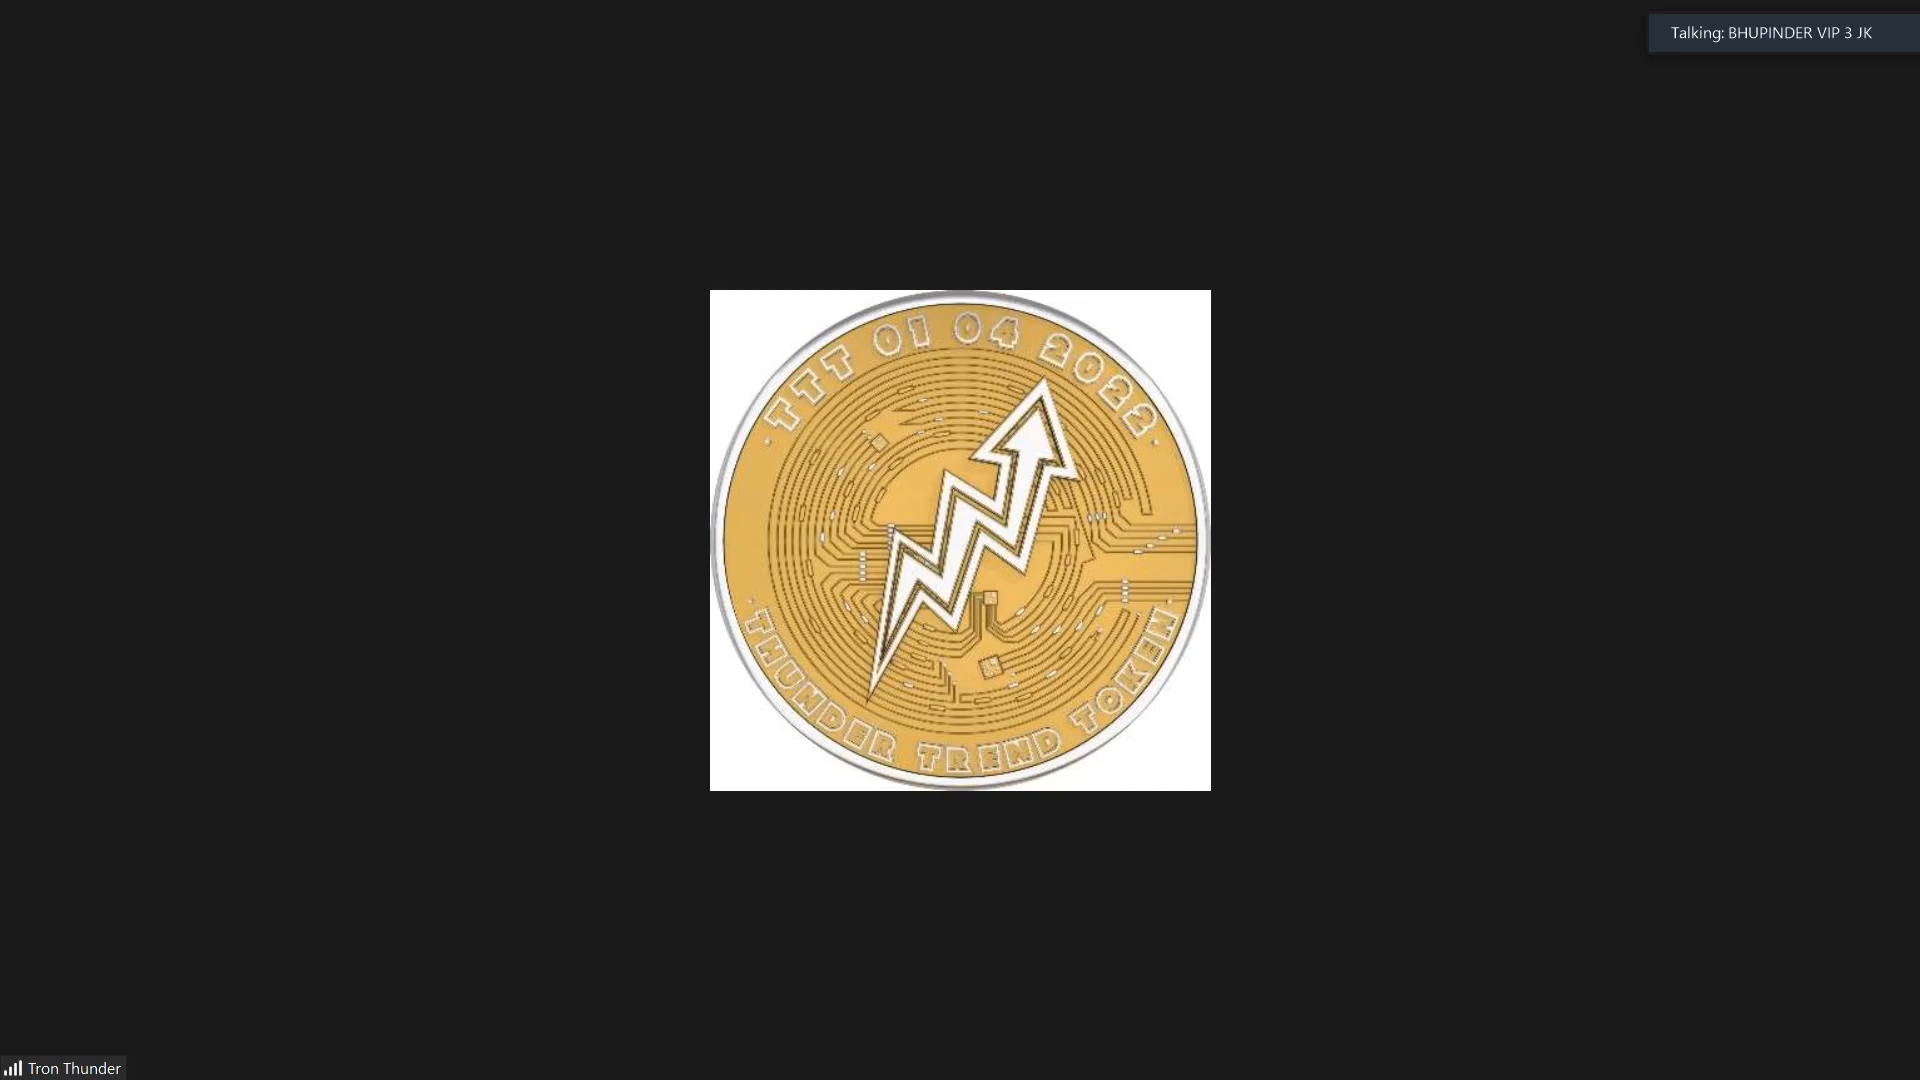 Talking: BHUPINDER VIP 3 JK
TTT 01 04 2022
THUNDER TREND TOKEN
Tron Thunder